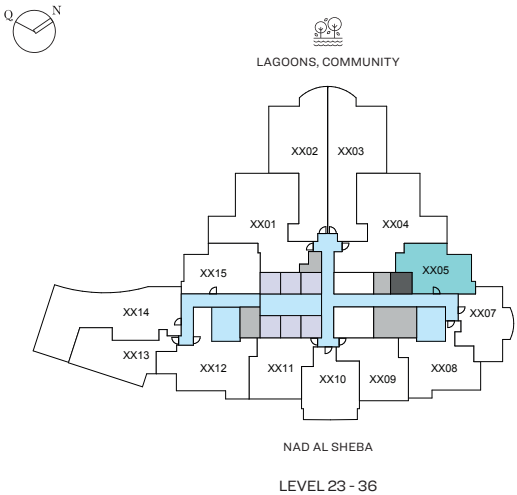 Q N
LAGOONS, COMMUNITY
XX02 XX03
XX01 XX04
XX15 XX05
XX14 XX07
XX13 XX12 XX11 XX10 XX09 XX08
NAD AL SHEBA
LEVEL 23 - 36